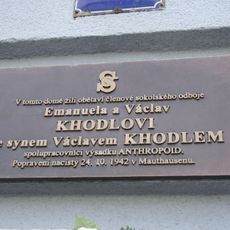 S
V tomto domě žili obětaví členové sokolského odboje
Emanuela a Václav
KHODLOVI
se synem Václavem KHODLEM
spolupracovníci výsadku ANTHROPOID.
Popraveni nacisty 24. 10. 1942 v Mauthausenu.